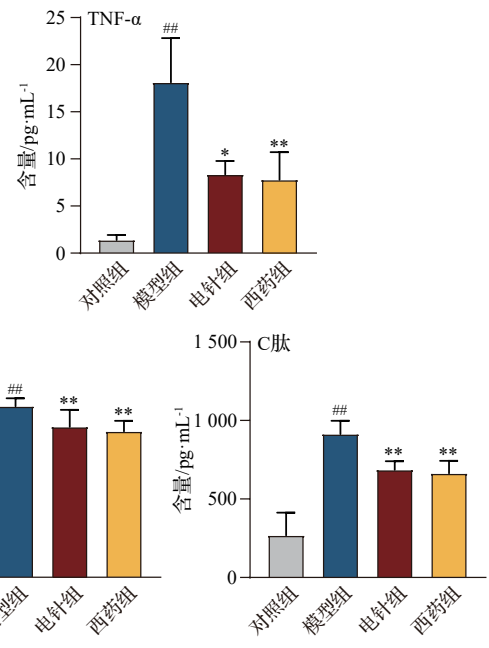 TNF-α
25
20
15
10
5
0
含量/pg·mL⁻¹
##
*
**
对照组
模型组
电针组
西药组
##
**
**
型组
电针组
西药组
C肽
1 500
1 000
500
0
含量/pg·mL⁻¹
##
**
**
对照组
模型组
电针组
西药组